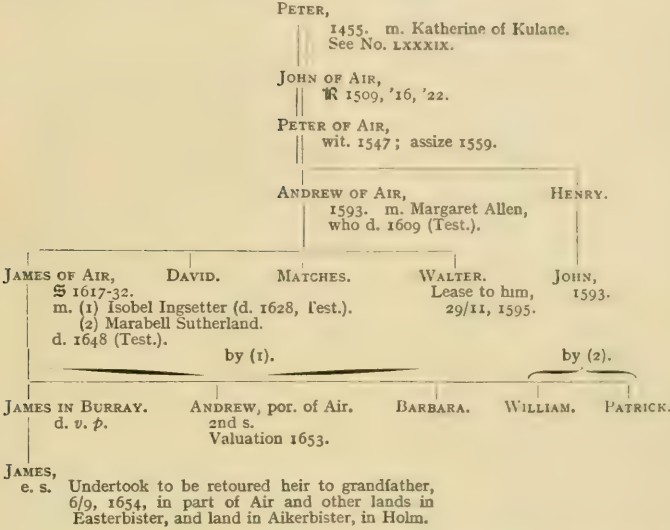 PETER,
1455. m. Katherine of Kulane.
See No. LXXXIX.
JOHN OF AIR,
R 1509, '16, '22.
PETER OF AIR,
wit. 1547; assize 1559.
ANDREW OF AIR,
1593. m. Margaret Allen,
who d. 1609 (Test.).
HENRY.
JAMES OF AIR,
S 1617-32.
m. (1) Isobel Ingsetter (d. 1628, Test.).
(2) Marabell Sutherland.
d. 1648 (Test.).
DAVID.
MATCHES.
WALTER.
Lease to him,
29/11, 1595.
JOHN,
1593.
by (1).
by (2).
JAMES IN BURRAY.
d. v. p.
ANDREW, por. of Air.
2nd s.
Valuation 1653.
BARBARA.
WILLIAM.
PATRICK.
JAMES,
e. s. Undertook to be retoured heir to grandfather,
6/9, 1654, in part of Air and other lands in
Easterbister, and land in Aikerbister, in Holm.